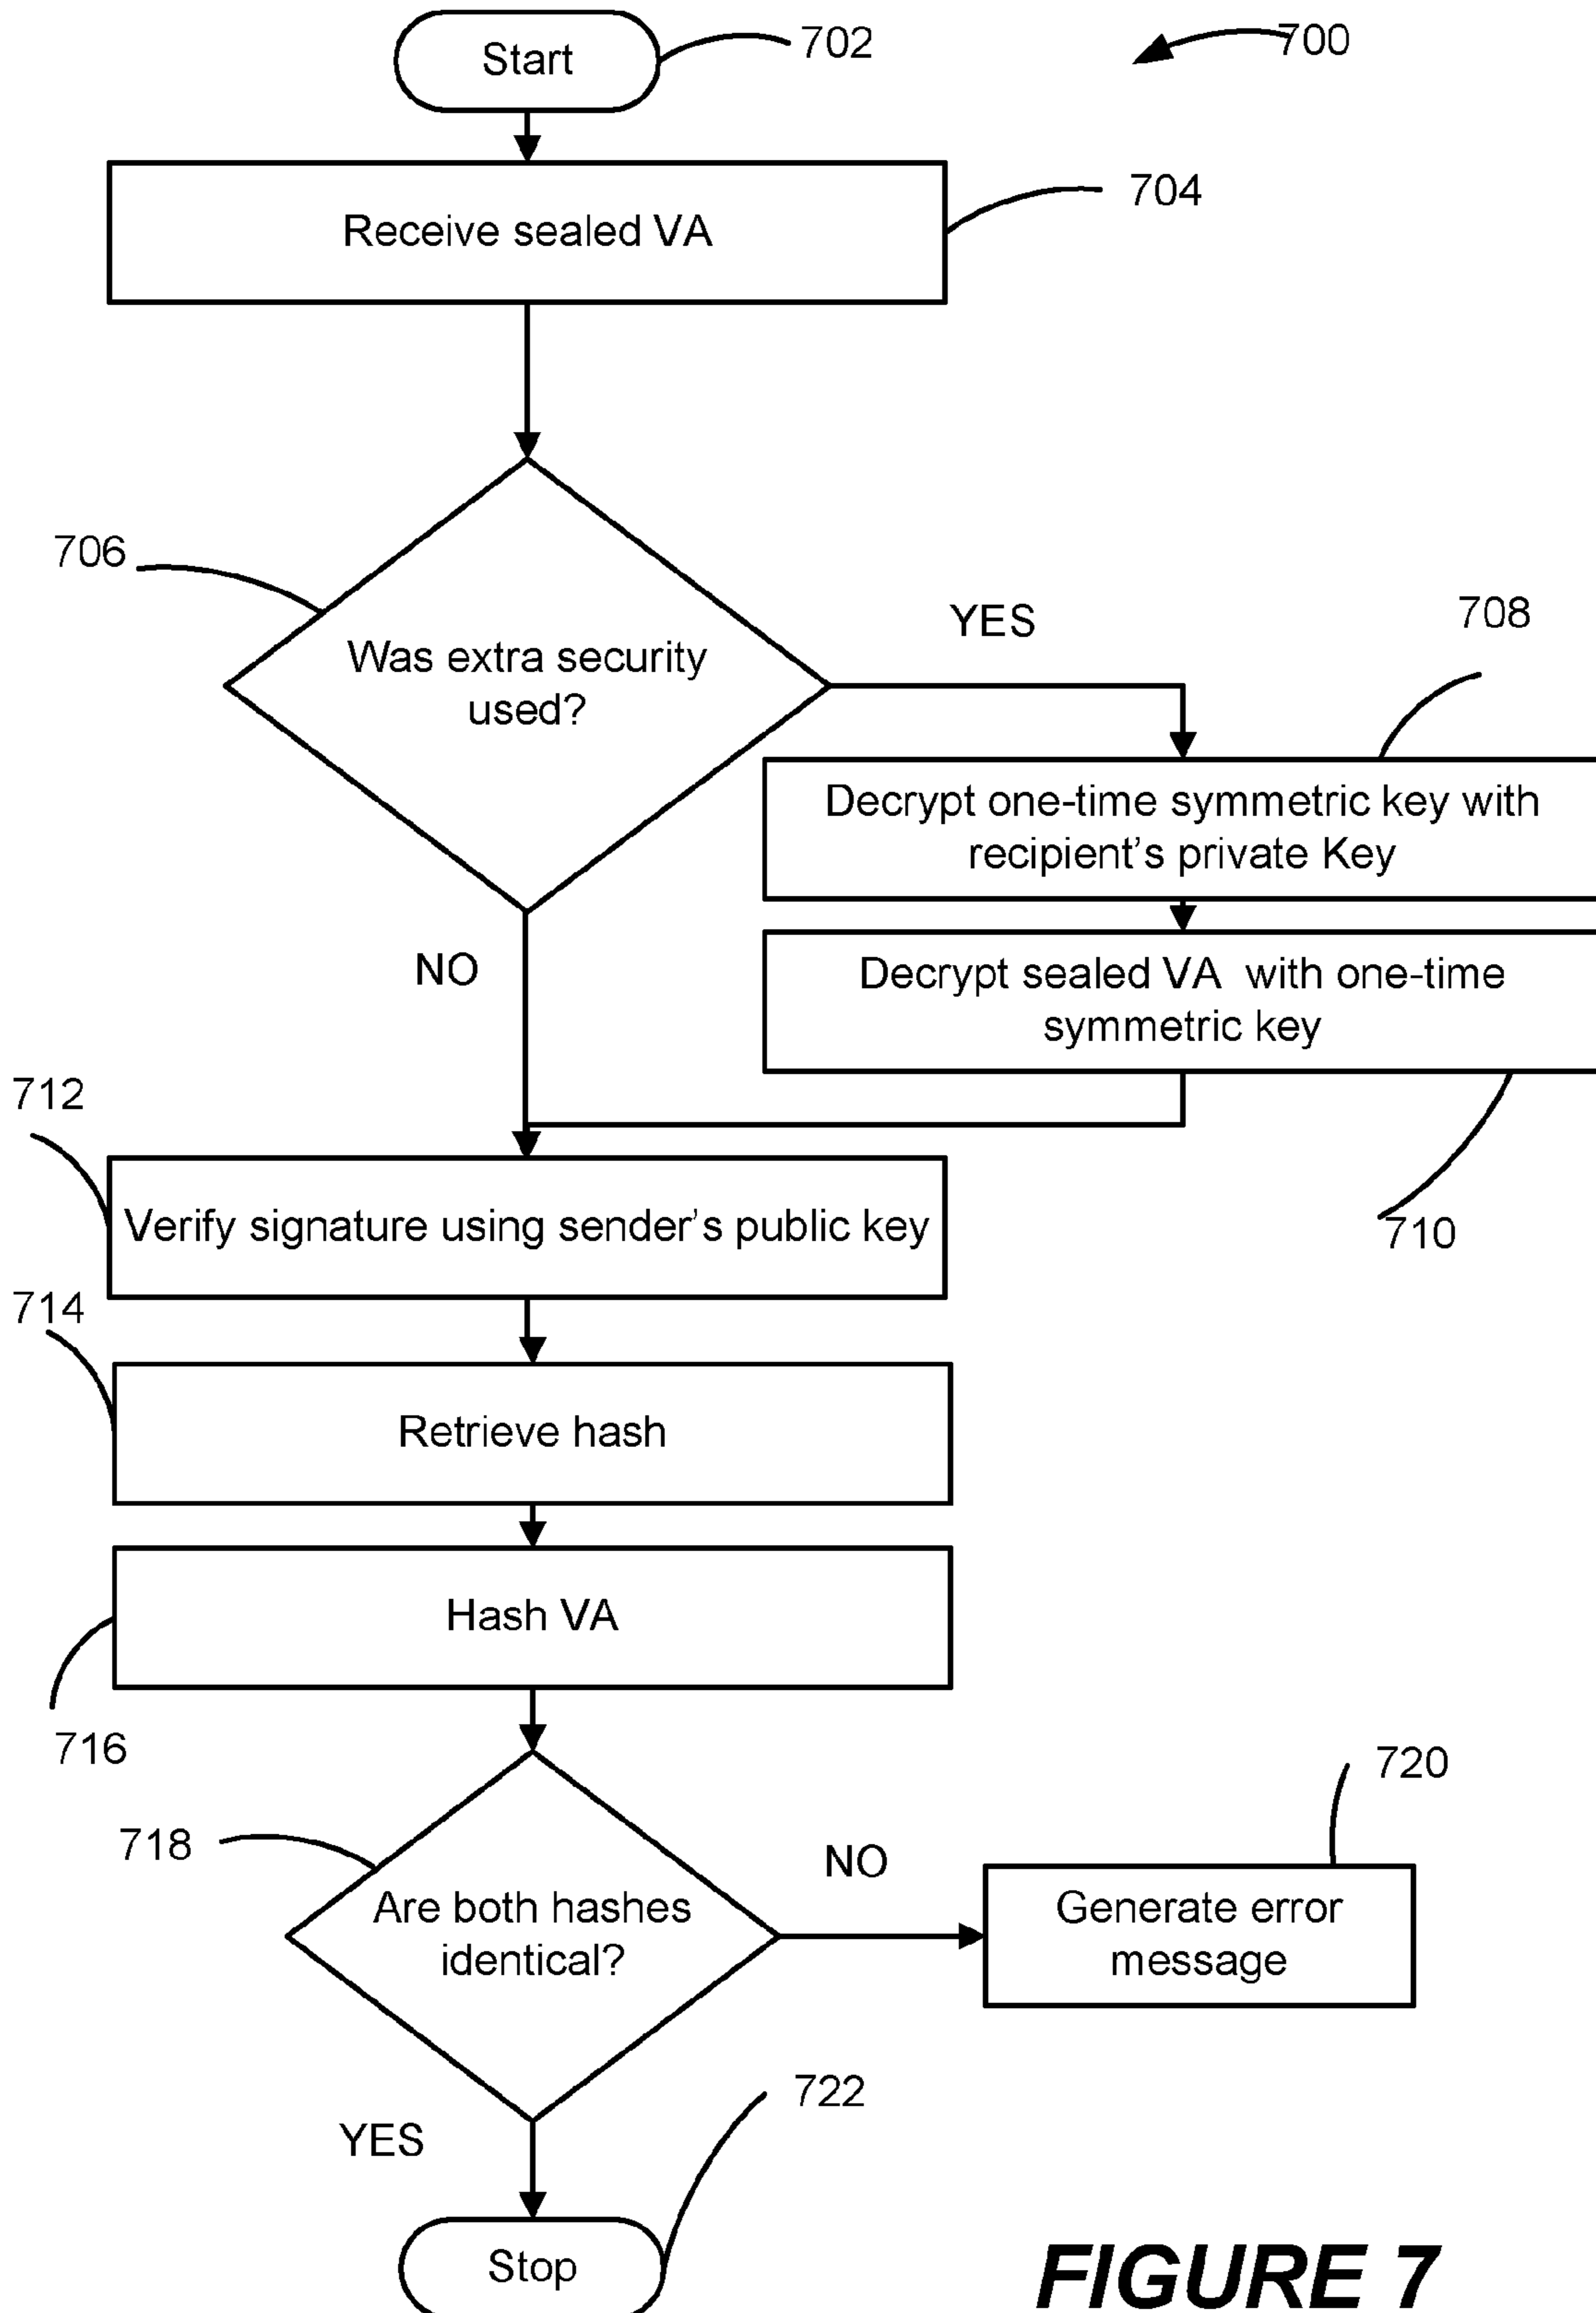 Start
702
700
Receive sealed VA
704
706
Was extra security
used?
YES
708
Decrypt one-time symmetric key with
recipient's private Key
NO
Decrypt sealed VA with one-time
symmetric key
712
Verify signature using sender's public key
710
714
Retrieve hash
Hash VA
716
718
Are both hashes
identical?
NO
720
Generate error
message
YES
722
Stop
FIGURE 7